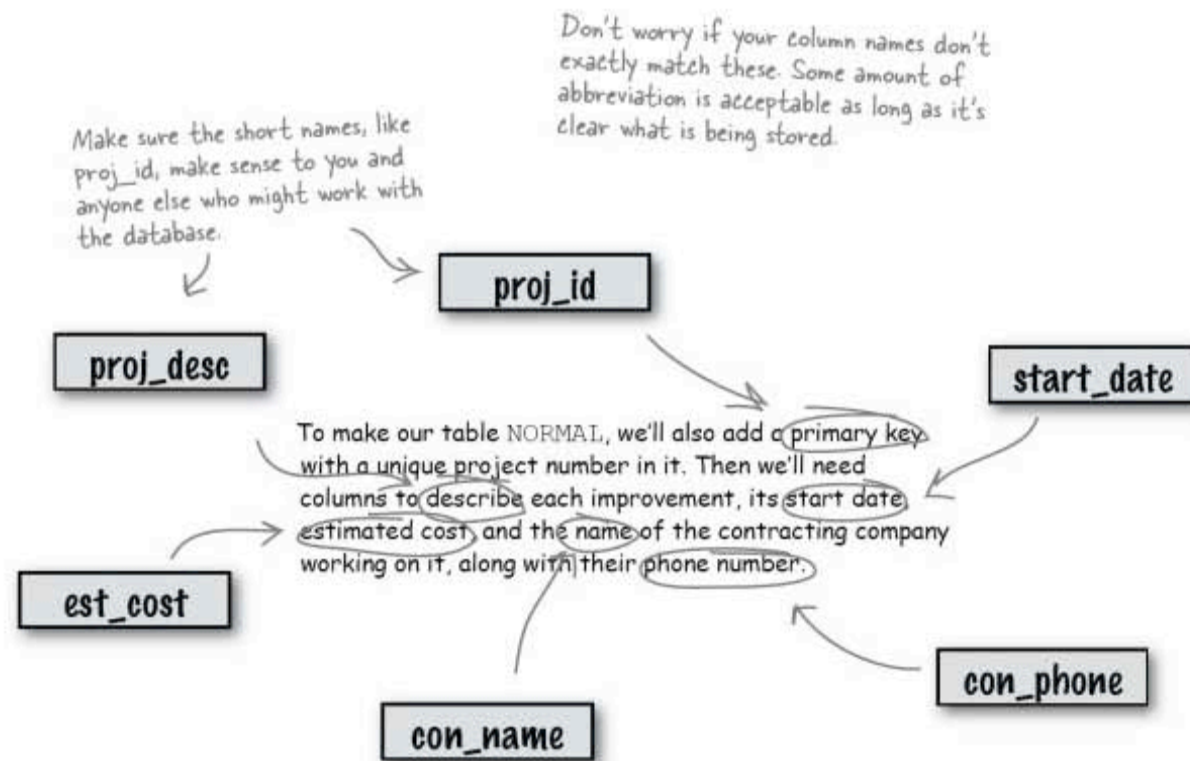 Don't worry if your column names don't
exactly match these. Some amount of
abbreviation is acceptable as long as it's
clear what is being stored.
Make sure the short names, like
proj_id, make sense to you and
anyone else who might work with
the database.
proj_id
proj_desc
start_date
To make our table NORMAL, we'll also add a primary key
with a unique project number in it. Then we'll need
columns to describe each improvement, its start date
estimated cost, and the name of the contracting company
working on it, along with their phone number.
est_cost
con_phone
con_name